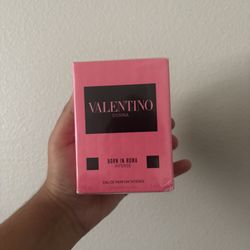 VALENTINO
DONNA
BORN IN ROMA
INTENSE
EAU DE PARFUM INTENSE